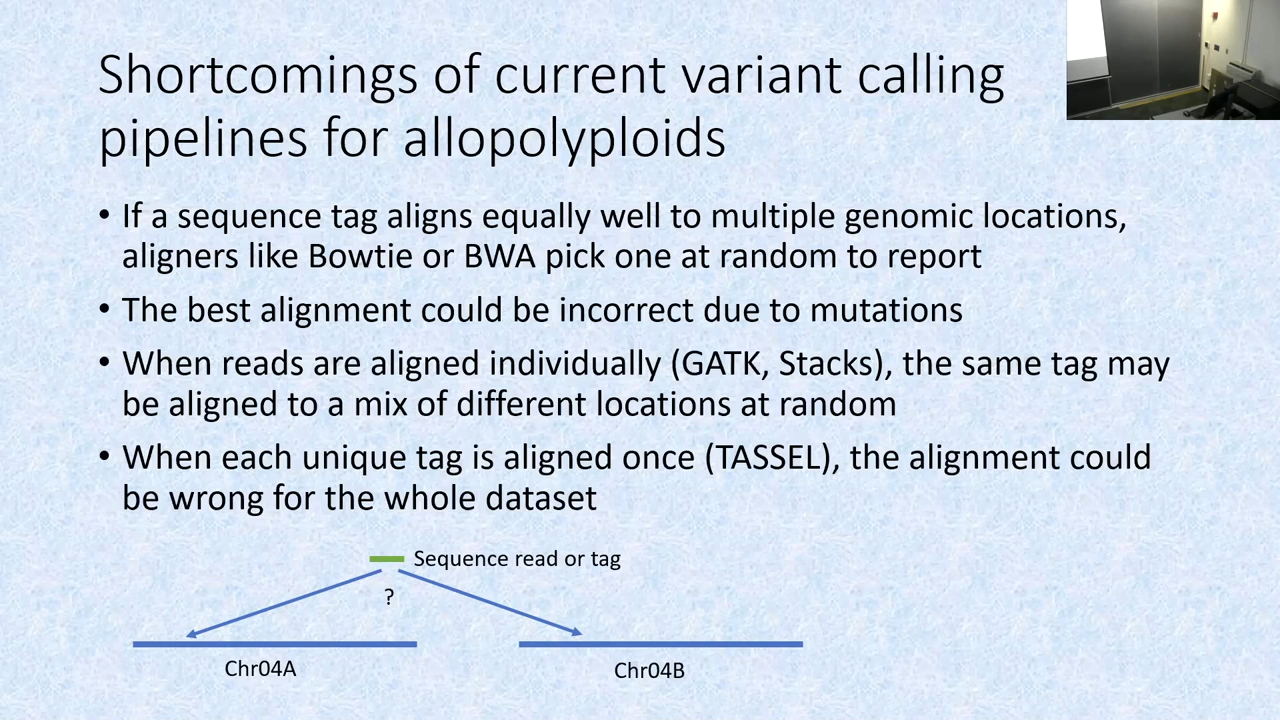 Shortcomings of current variant calling
pipelines for allopolyploids
• If a sequence tag aligns equally well to multiple genomic locations,
aligners like Bowtie or BWA pick one at random to report
• The best alignment could be incorrect due to mutations
• When reads are aligned individually (GATK, Stacks), the same tag may
be aligned to a mix of different locations at random
• When each unique tag is aligned once (TASSEL), the alignment could
be wrong for the whole dataset
Sequence read or tag
?
Chr04A
Chr04B